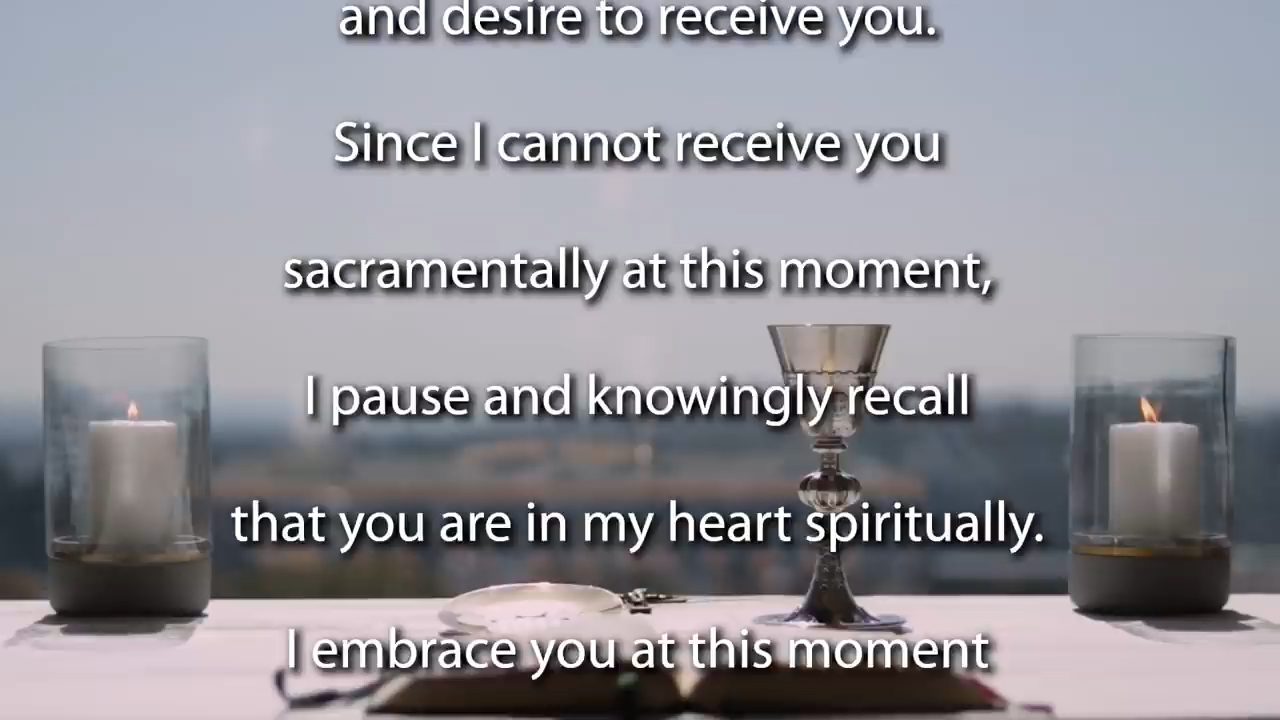 and desire to receive you.
Since I cannot receive you
sacramentally at this moment,
I pause and knowingly recall
that you are in my heart spiritually.
I embrace you at this moment